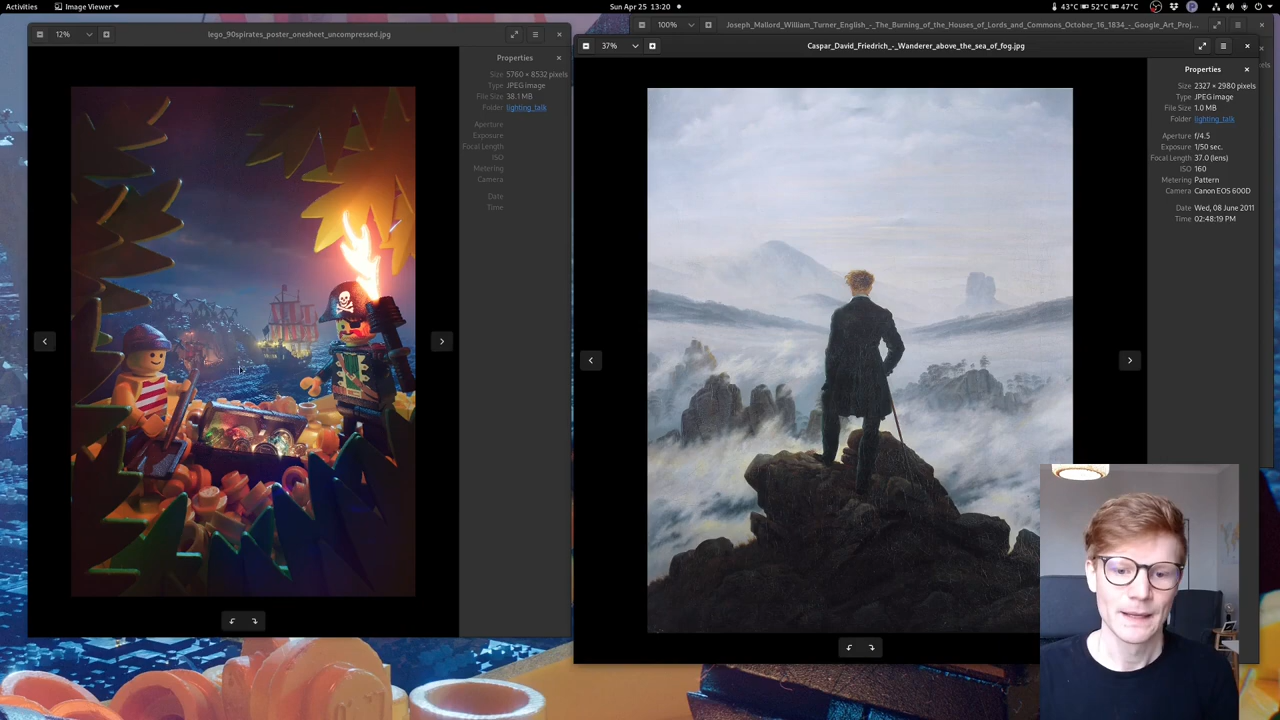 Activities
Image Viewer
Sun Apr 25 13:20
43°C
52°C
47°C
12%
lego_90spirates_poster_onesheet_uncompressed.jpg
100%
Joseph_Mallord_William_Turner_English_-_The_Burning_of_the_Houses_of_Lords_and_Commons_October_16_1834_-_Google_Art_Proj...
37%
Caspar_David_Friedrich_-_Wanderer_above_the_sea_of_fog.jpg
Properties
Size 5760 × 8532 pixels
Type JPEG image
File Size 38.1 MB
Folder lighting_talk
Aperture
Exposure
Focal Length
ISO
Metering
Camera
Date
Time
Properties
Size 2327 × 2980 pixels
Type JPEG image
File Size 1.0 MB
Folder lighting_talk
Aperture f/4.5
Exposure 1/50 sec.
Focal Length 37.0 (lens)
ISO 160
Metering Pattern
Camera Canon EOS 600D
Date Wed, 08 June 2011
Time 02:48:19 PM